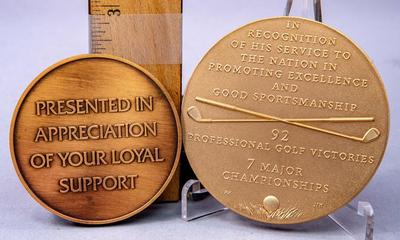 PRESENTED IN
APPRECIATION
OF YOUR LOYAL
SUPPORT
3
IN
RECOGNITION
OF HIS SERVICE TO
THE NATION IN
PROMOTING EXCELLENCE
AND
GOOD SPORTSMANSHIP
92
PROFESSIONAL GOLF VICTORIES
7 MAJOR
CHAMPIONSHIPS